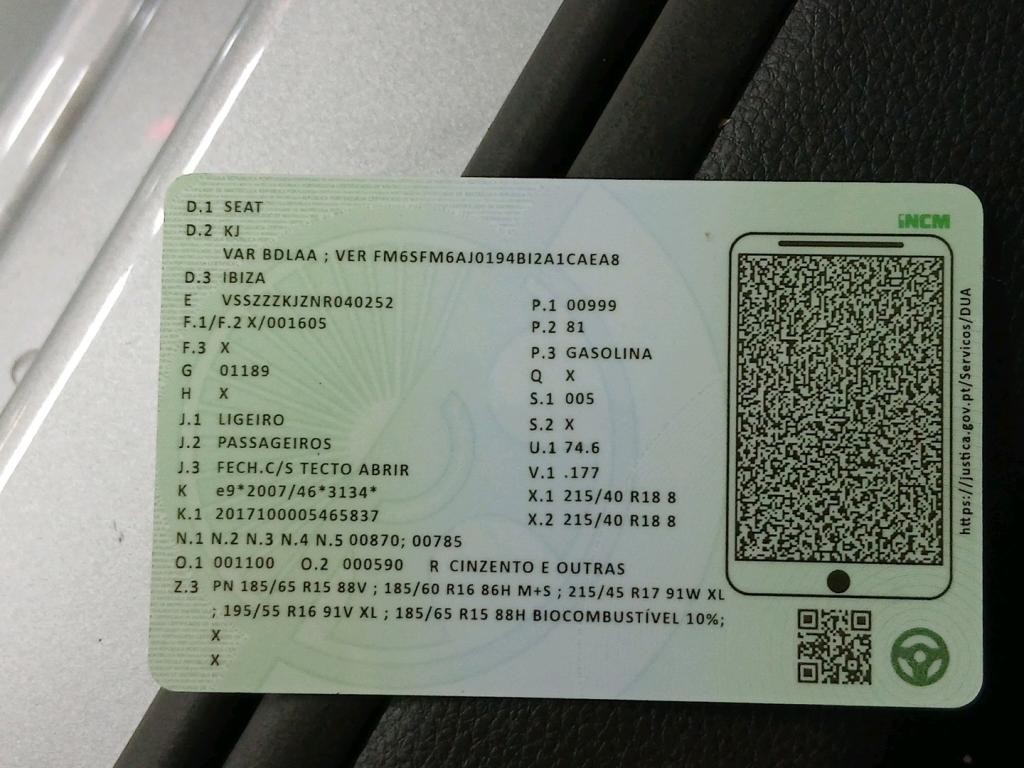 D.1 SEAT
D.2 KJ
VAR BDLAA ; VER FM6SFM6AJ0194BI2A1CAEA8
D.3 IBIZA
E VSSZZZKJZNR040252
F.1/F.2 X/001605
F.3 X
G 01189
H X
J.1 LIGEIRO
J.2 PASSAGEIROS
J.3 FECH.C/S TECTO ABRIR
K e9*2007/46*3134*
K.1 2017100005465837
P.1 00999
P.2 81
P.3 GASOLINA
Q X
S.1 005
S.2 X
U.1 74.6
V.1 .177
X.1 215/40 R18 8
X.2 215/40 R18 8
N.1 N.2 N.3 N.4 N.5 00870; 00785
O.1 001100 O.2 000590 R CINZENTO E OUTRAS
Z.3 PN 185/65 R15 88V ; 185/60 R16 86H M+S ; 215/45 R17 91W XL
; 195/55 R16 91V XL ; 185/65 R15 88H BIOCOMBUSTÍVEL 10%;
X
X
INCM
https://justica.gov.pt/Servicos/DUA